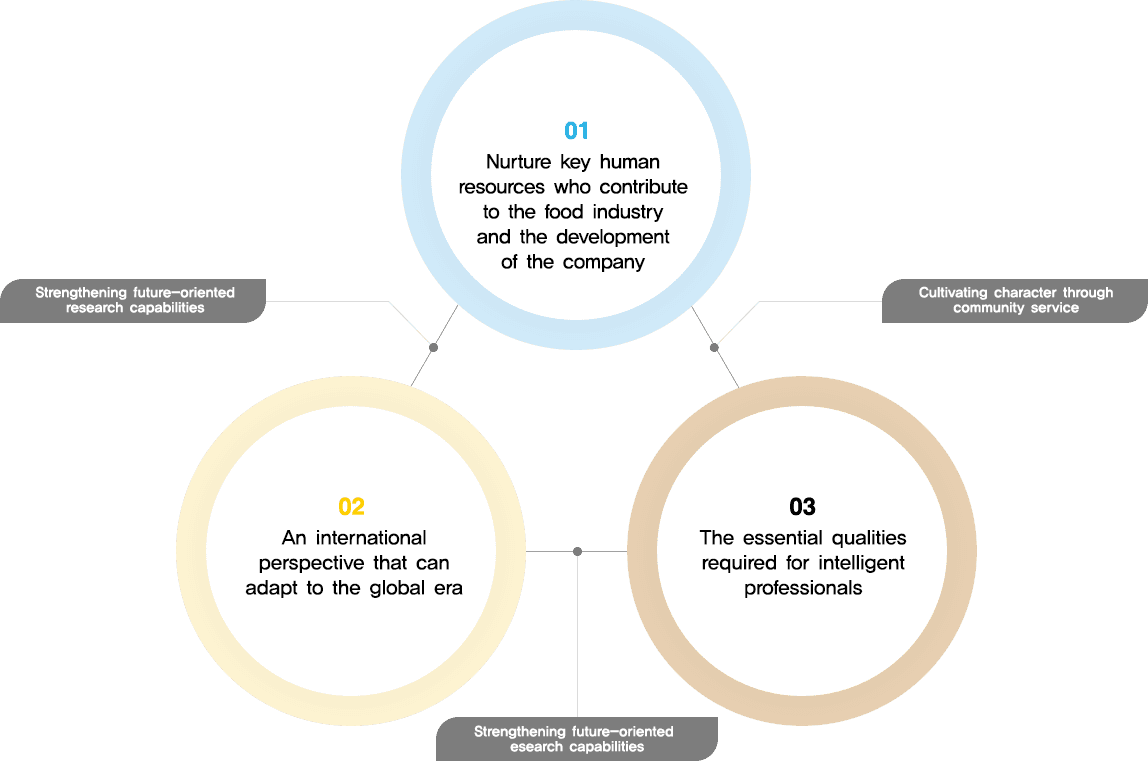 01
Nurture key human
resources who contribute
to the food industry
and the development
of the company
Strengthening future-oriented
research capabilities
Cultivating character through
community service
02
An international
perspective that can
adapt to the global era
03
The essential qualities
required for intelligent
professionals
Strengthening future-oriented
esearch capabilities